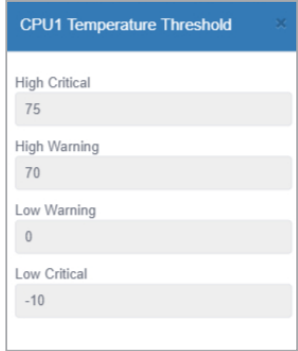 CPU1 Temperature Threshold ×
High Critical
75
High Warning
70
Low Warning
0
Low Critical
-10